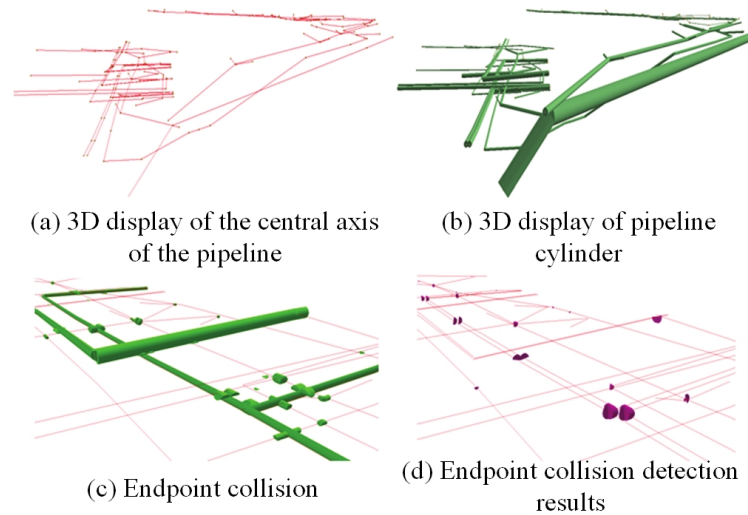 (a) 3D display of the central axis
of the pipeline
(b) 3D display of pipeline
cylinder
(c) Endpoint collision
(d) Endpoint collision detection
results